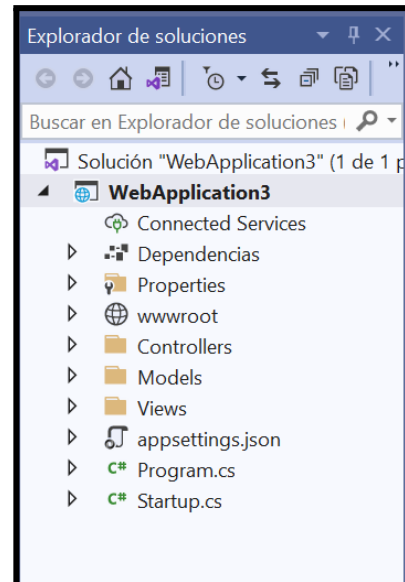 Explorador de soluciones
Buscar en Explorador de soluciones (
Solución "WebApplication3" (1 de 1 p
WebApplication3
Connected Services
Dependencias
Properties
wwwroot
Controllers
Models
Views
appsettings.json
C# Program.cs
C# Startup.cs